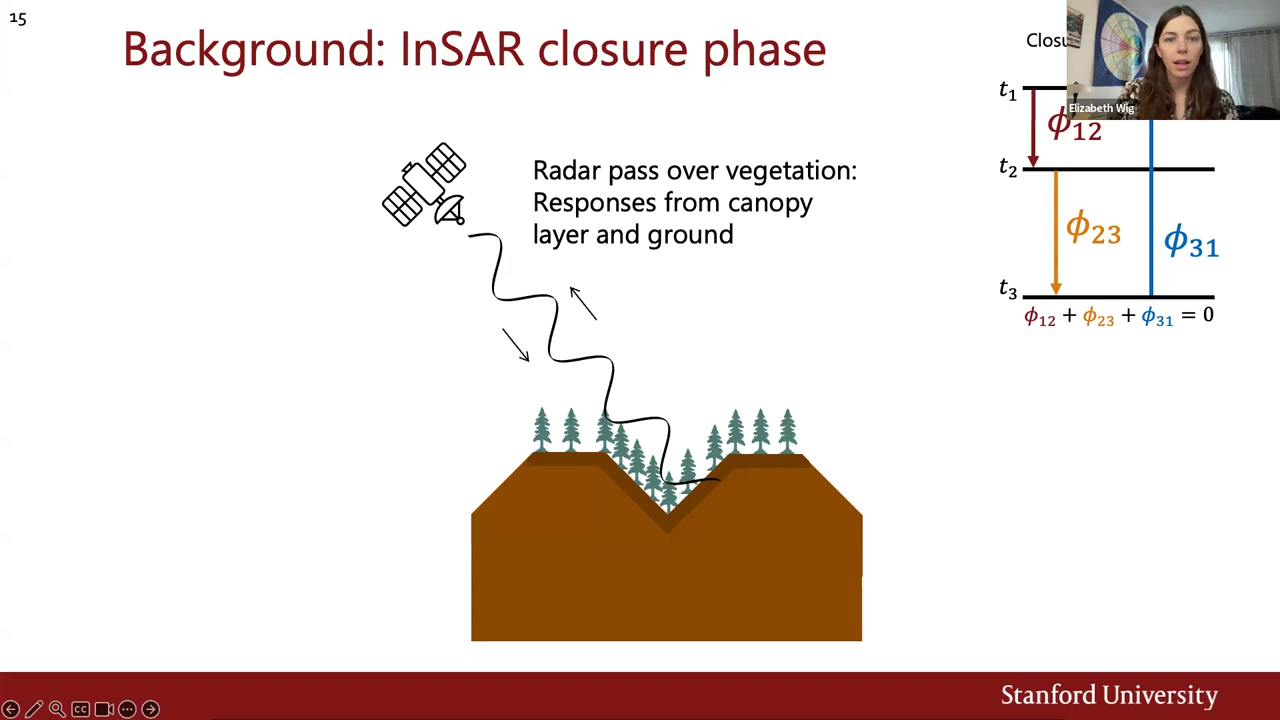 15
Background: InSAR closure phase
Radar pass over vegetation:
Responses from canopy
layer and ground
Elizabeth Wig
t₁
ϕ₁₂
t₂
ϕ₂₃
ϕ₃₁
t₃
ϕ₁₂ + ϕ₂₃ + ϕ₃₁ = 0
CC
Stanford University